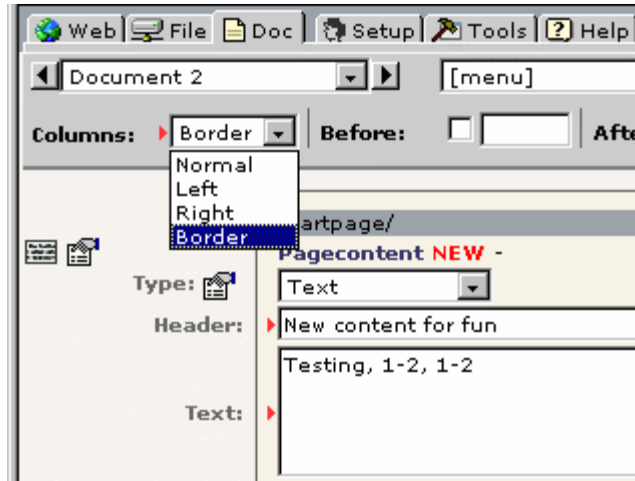 Web File Doc Setup Tools Help
Document 2 [menu]
Columns: Border Before: Afte
Normal
Left
Right
Border
artpage/
Pagecontent NEW -
Type: Text
Header: New content for fun
Text: Testing, 1-2, 1-2